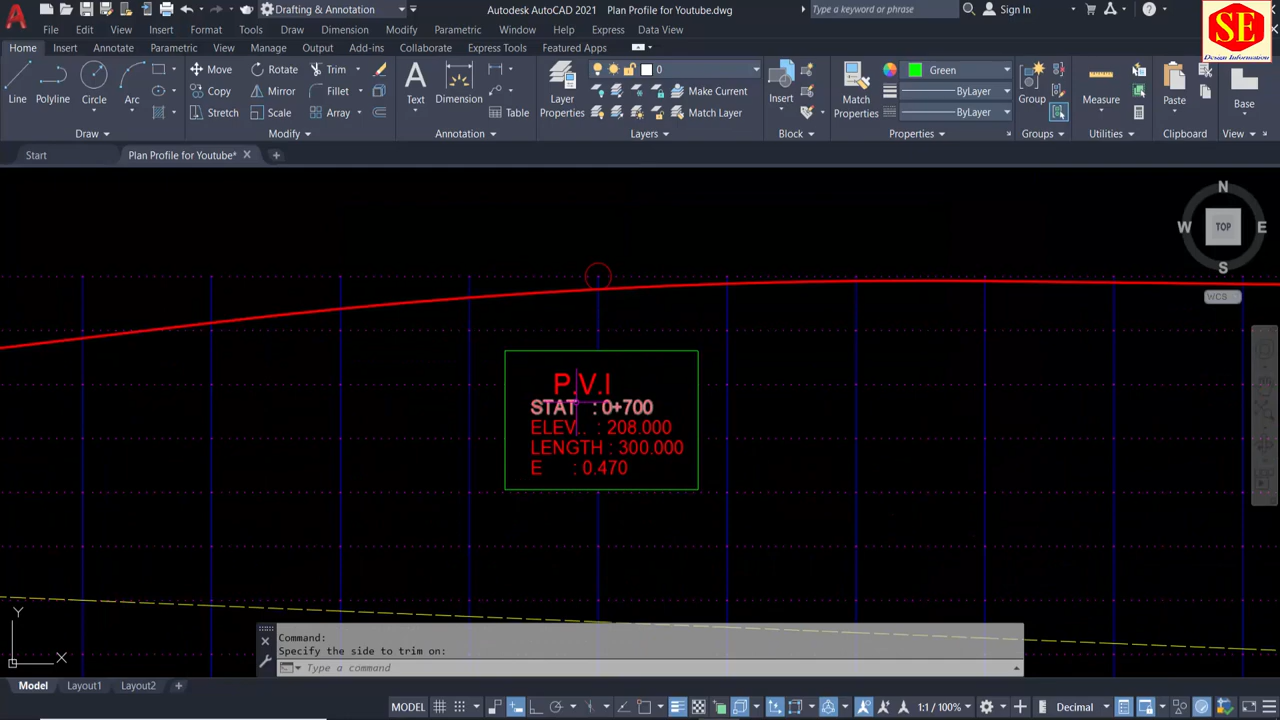 Drafting & Annotation
Autodesk AutoCAD 2021 Plan Profile for Youtube.dwg
Type a keyword or phrase
Sign In
SE
Design Information
File Edit View Insert Format Tools Draw Dimension Modify Parametric Window Help Express Data View
Home Insert Annotate Parametric View Manage Output Add-ins Collaborate Express Tools Featured Apps
Line Polyline Circle Arc
Move Rotate Trim
Copy Mirror Fillet
Stretch Scale Array
Text Dimension Table
Layer Properties
0
Make Current
Match Layer
Insert
Match Properties
Green
ByLayer
ByLayer
Group
Measure
Paste
Base
Draw Modify Annotation Layers Block Properties Groups Utilities Clipboard View
Start Plan Profile for Youtube*
N
W TOP E
S
WCS
P.V.I
STAT : 0+700
ELEV. : 208.000
LENGTH : 300.000
E : 0.470
Y
X
Command:
Specify the side to trim on:
Type a command
Model Layout1 Layout2
MODEL 1:1 / 100% Decimal